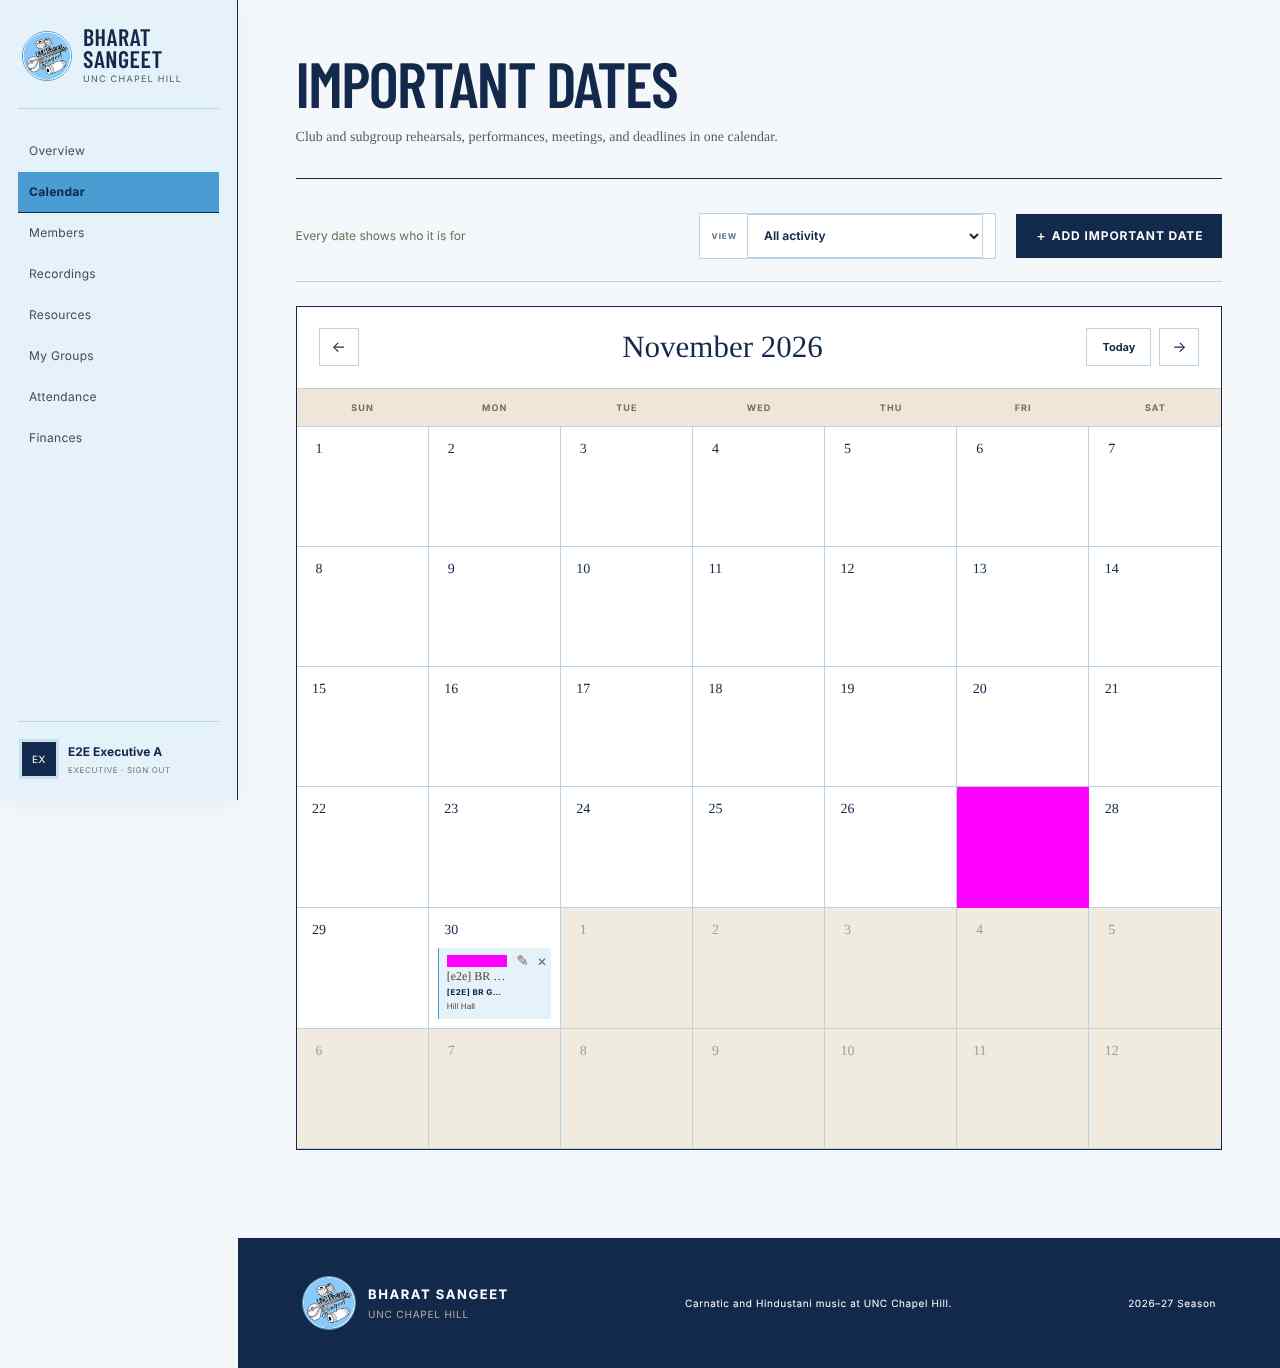 BHARAT
SANGEET
UNC CHAPEL HILL
Overview
Calendar
Members
Recordings
Resources
My Groups
Attendance
Finances
EX
E2E Executive A
EXECUTIVE · SIGN OUT
IMPORTANT DATES
Club and subgroup rehearsals, performances, meetings, and deadlines in one calendar.
Every date shows who it is for
VIEW
All activity
+ ADD IMPORTANT DATE
←
November 2026
Today
→
SUN MON TUE WED THU FRI SAT
1 2 3 4 5 6 7
8 9 10 11 12 13 14
15 16 17 18 19 20 21
22 23 24 25 26 28
29 30 1 2 3 4 5
✎ ×
[e2e] BR …
[E2E] BR G…
Hill Hall
6 7 8 9 10 11 12
BHARAT SANGEET
UNC CHAPEL HILL
Carnatic and Hindustani music at UNC Chapel Hill.
2026–27 Season